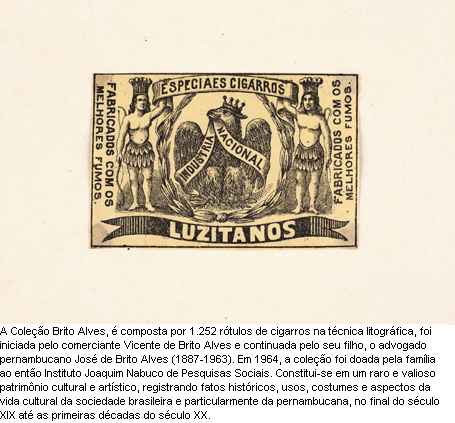 ESPECIAES CIGARROS
FABRICADOS COM OS
MELHORES FUMOS.
INDUSTRIA NACIONAL
FABRICADOS COM OS
MELHORES FUMOS.
LUZITANOS
A Coleção Brito Alves, é composta por 1.252 rótulos de cigarros na técnica litográfica, foi
iniciada pelo comerciante Vicente de Brito Alves e continuada pelo seu filho, o advogado
pernambucano José de Brito Alves (1887-1963). Em 1964, a coleção foi doada pela família
ao então Instituto Joaquim Nabuco de Pesquisas Sociais. Constitui-se em um raro e valioso
patrimônio cultural e artístico, registrando fatos históricos, usos, costumes e aspectos da
vida cultural da sociedade brasileira e particularmente da pernambucana, no final do século
XIX até as primeiras décadas do século XX.